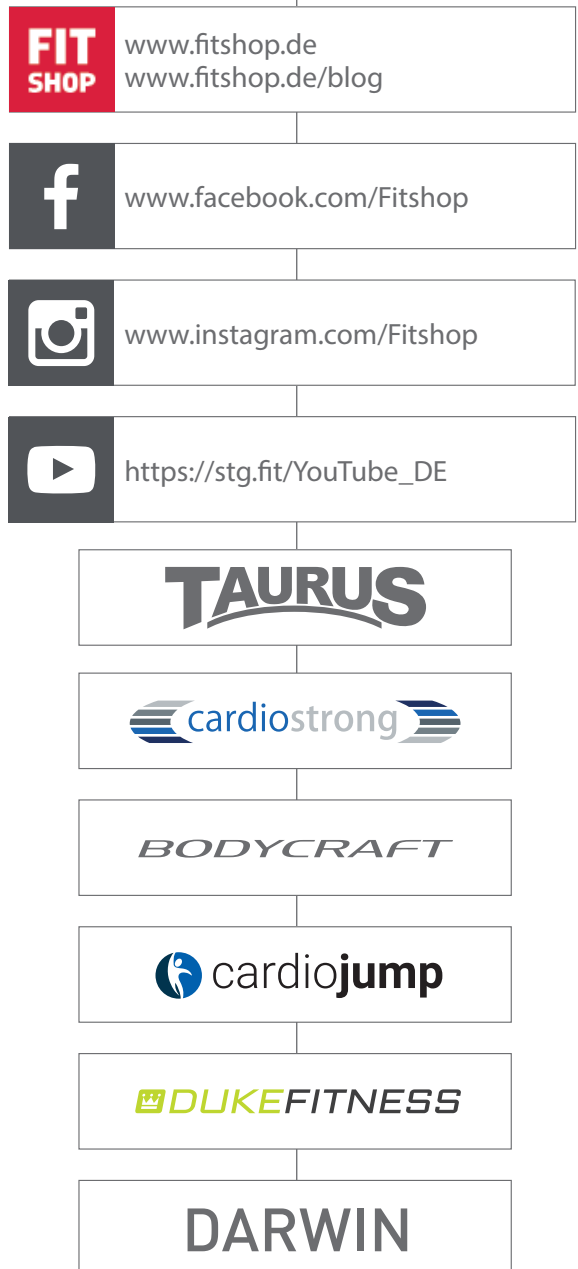 FIT
SHOP
www.fitshop.de
www.fitshop.de/blog
f
www.facebook.com/Fitshop
www.instagram.com/Fitshop
https://stg.fit/YouTube_DE
TAURUS
cardiostrong
BODYCRAFT
cardiojump
DUKEFITNESS
DARWIN